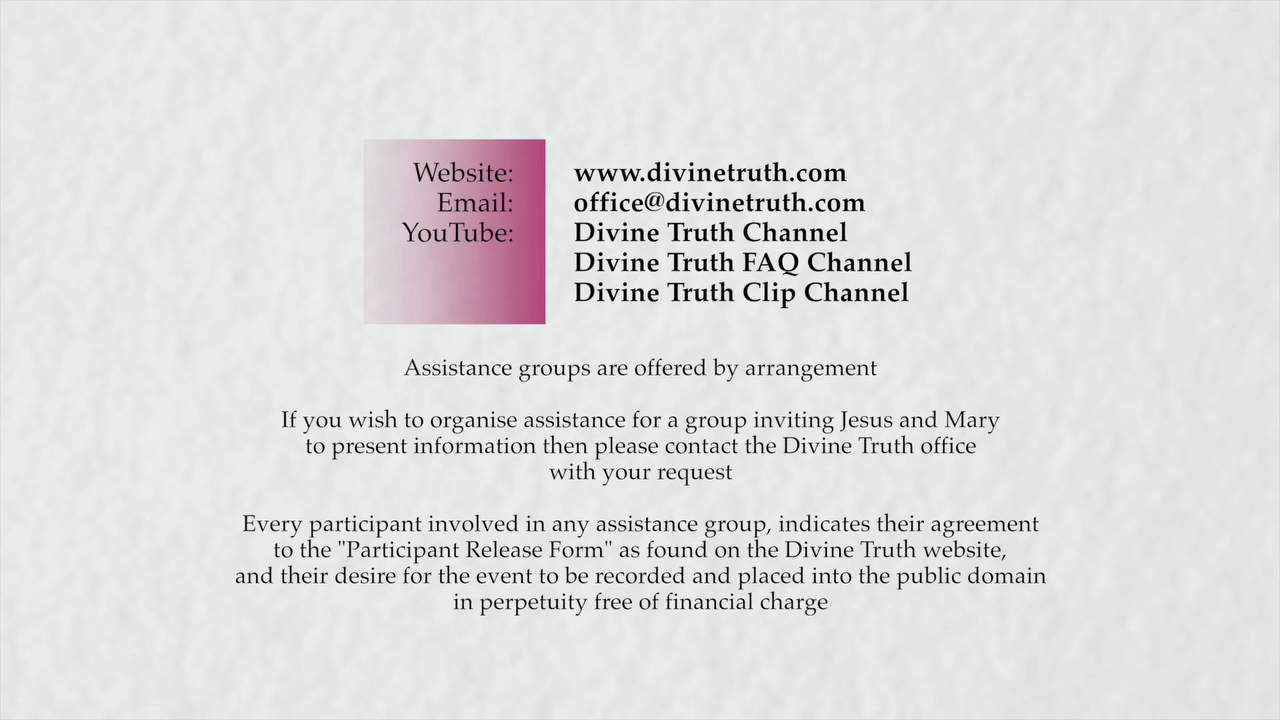 Website: www.divinetruth.com
Email: office@divinetruth.com
YouTube: Divine Truth Channel
Divine Truth FAQ Channel
Divine Truth Clip Channel
Assistance groups are offered by arrangement
If you wish to organise assistance for a group inviting Jesus and Mary
to present information then please contact the Divine Truth office
with your request
Every participant involved in any assistance group, indicates their agreement
to the "Participant Release Form" as found on the Divine Truth website,
and their desire for the event to be recorded and placed into the public domain
in perpetuity free of financial charge